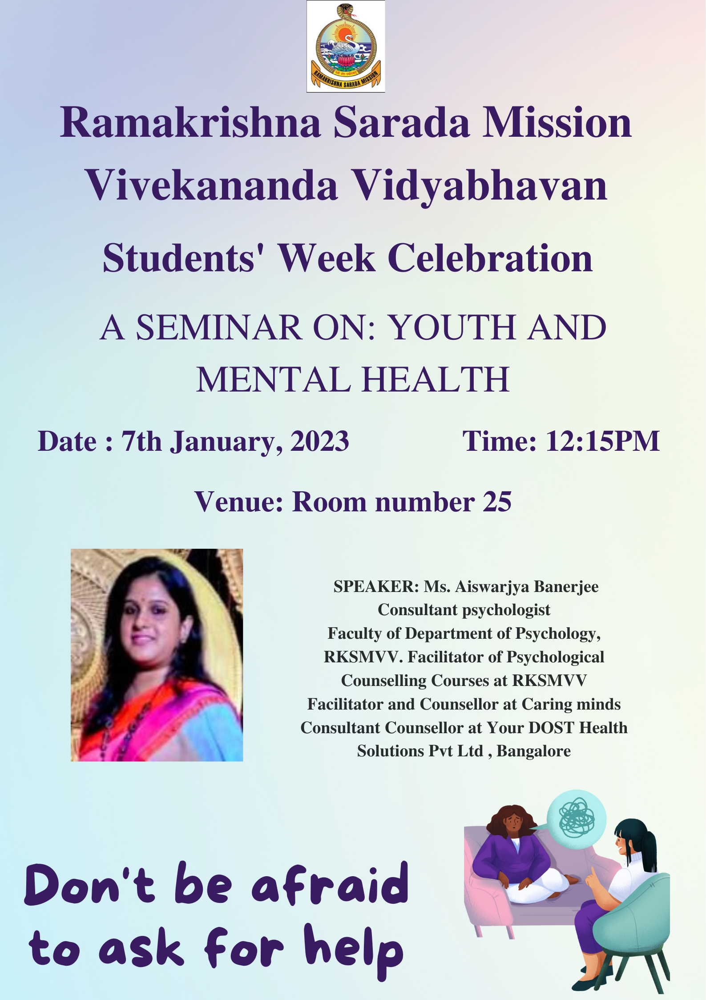 RAMAKRISHNA SARADA MISSION
Ramakrishna Sarada Mission
Vivekananda Vidyabhavan
Students' Week Celebration
A SEMINAR ON: YOUTH AND
MENTAL HEALTH
Date : 7th January, 2023 Time: 12:15PM
Venue: Room number 25
SPEAKER: Ms. Aiswarjya Banerjee
Consultant psychologist
Faculty of Department of Psychology,
RKSMVV. Facilitator of Psychological
Counselling Courses at RKSMVV
Facilitator and Counsellor at Caring minds
Consultant Counsellor at Your DOST Health
Solutions Pvt Ltd , Bangalore
Don't be afraid
to ask for help